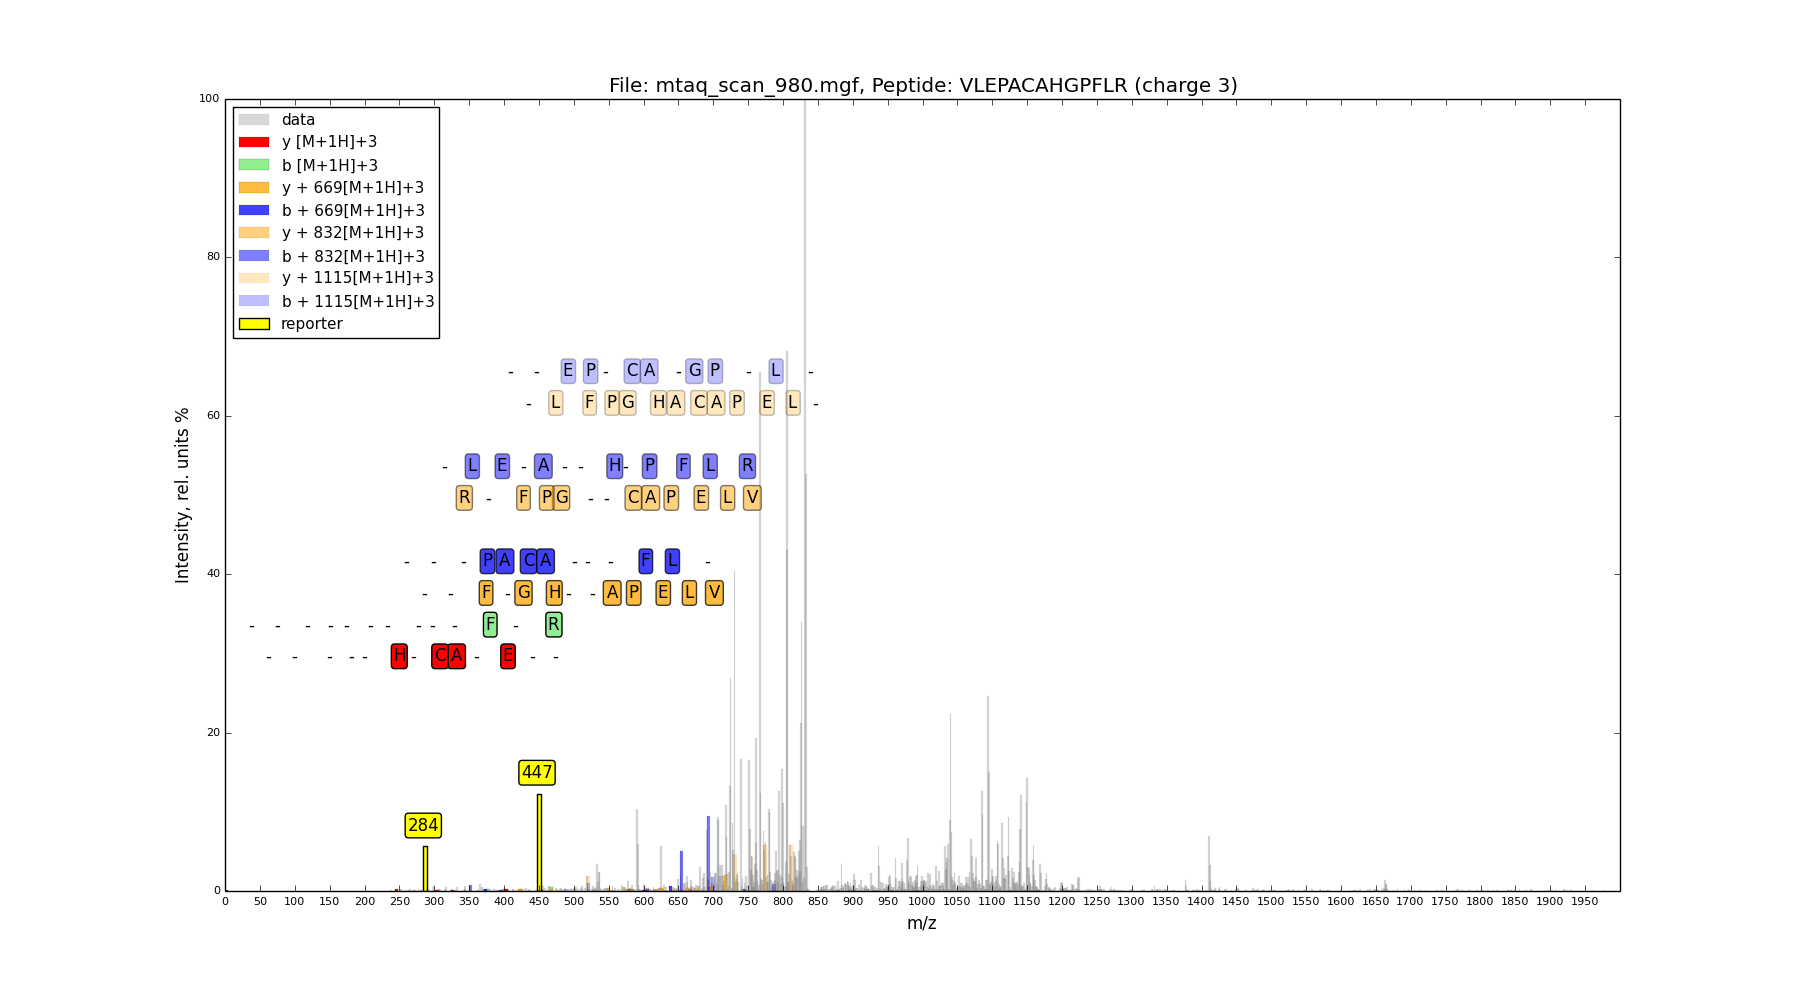 File: mtaq_scan_980.mgf, Peptide: VLEPACAHGPFLR (charge 3)
100
80
60
40
20
0
Intensity, rel. units %
data
y [M+1H]+3
b [M+1H]+3
y + 669[M+1H]+3
b + 669[M+1H]+3
y + 832[M+1H]+3
b + 832[M+1H]+3
y + 1115[M+1H]+3
b + 1115[M+1H]+3
reporter
- - E P - C A - G P - L -
- L F P G H A C A P E L -
- L E - A - - H - P F L R
R - F P G - - C A P E L V
- - - P A C A - - - F L -
- - F - G H - - A P E L V
- - - - - - - - - - F - R
- - - - - H - C A - E - -
447
284
0 50 100 150 200 250 300 350 400 450 500 550 600 650 700 750 800 850 900 950 1000 1050 1100 1150 1200 1250 1300 1350 1400 1450 1500 1550 1600 1650 1700 1750 1800 1850 1900 1950
m/z